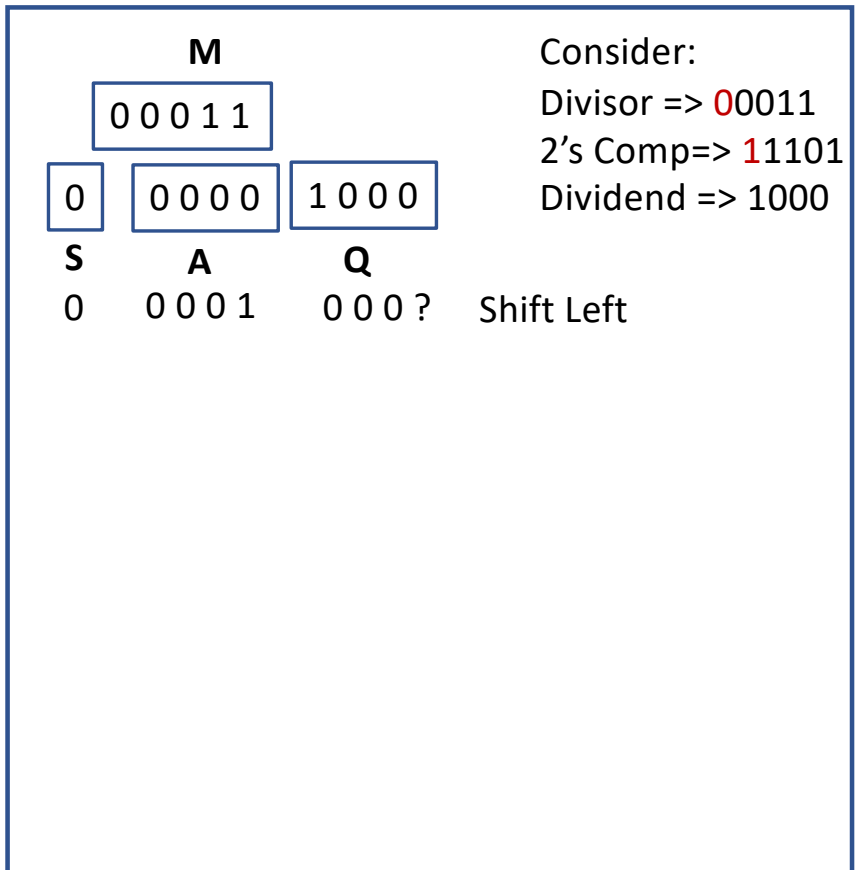 M
0 0 0 1 1
0 0 0 0 0 1 0 0 0
S A Q
0 0 0 0 1 0 0 0 ? Shift Left
Consider:
Divisor => 00011
2’s Comp=> 11101
Dividend => 1000